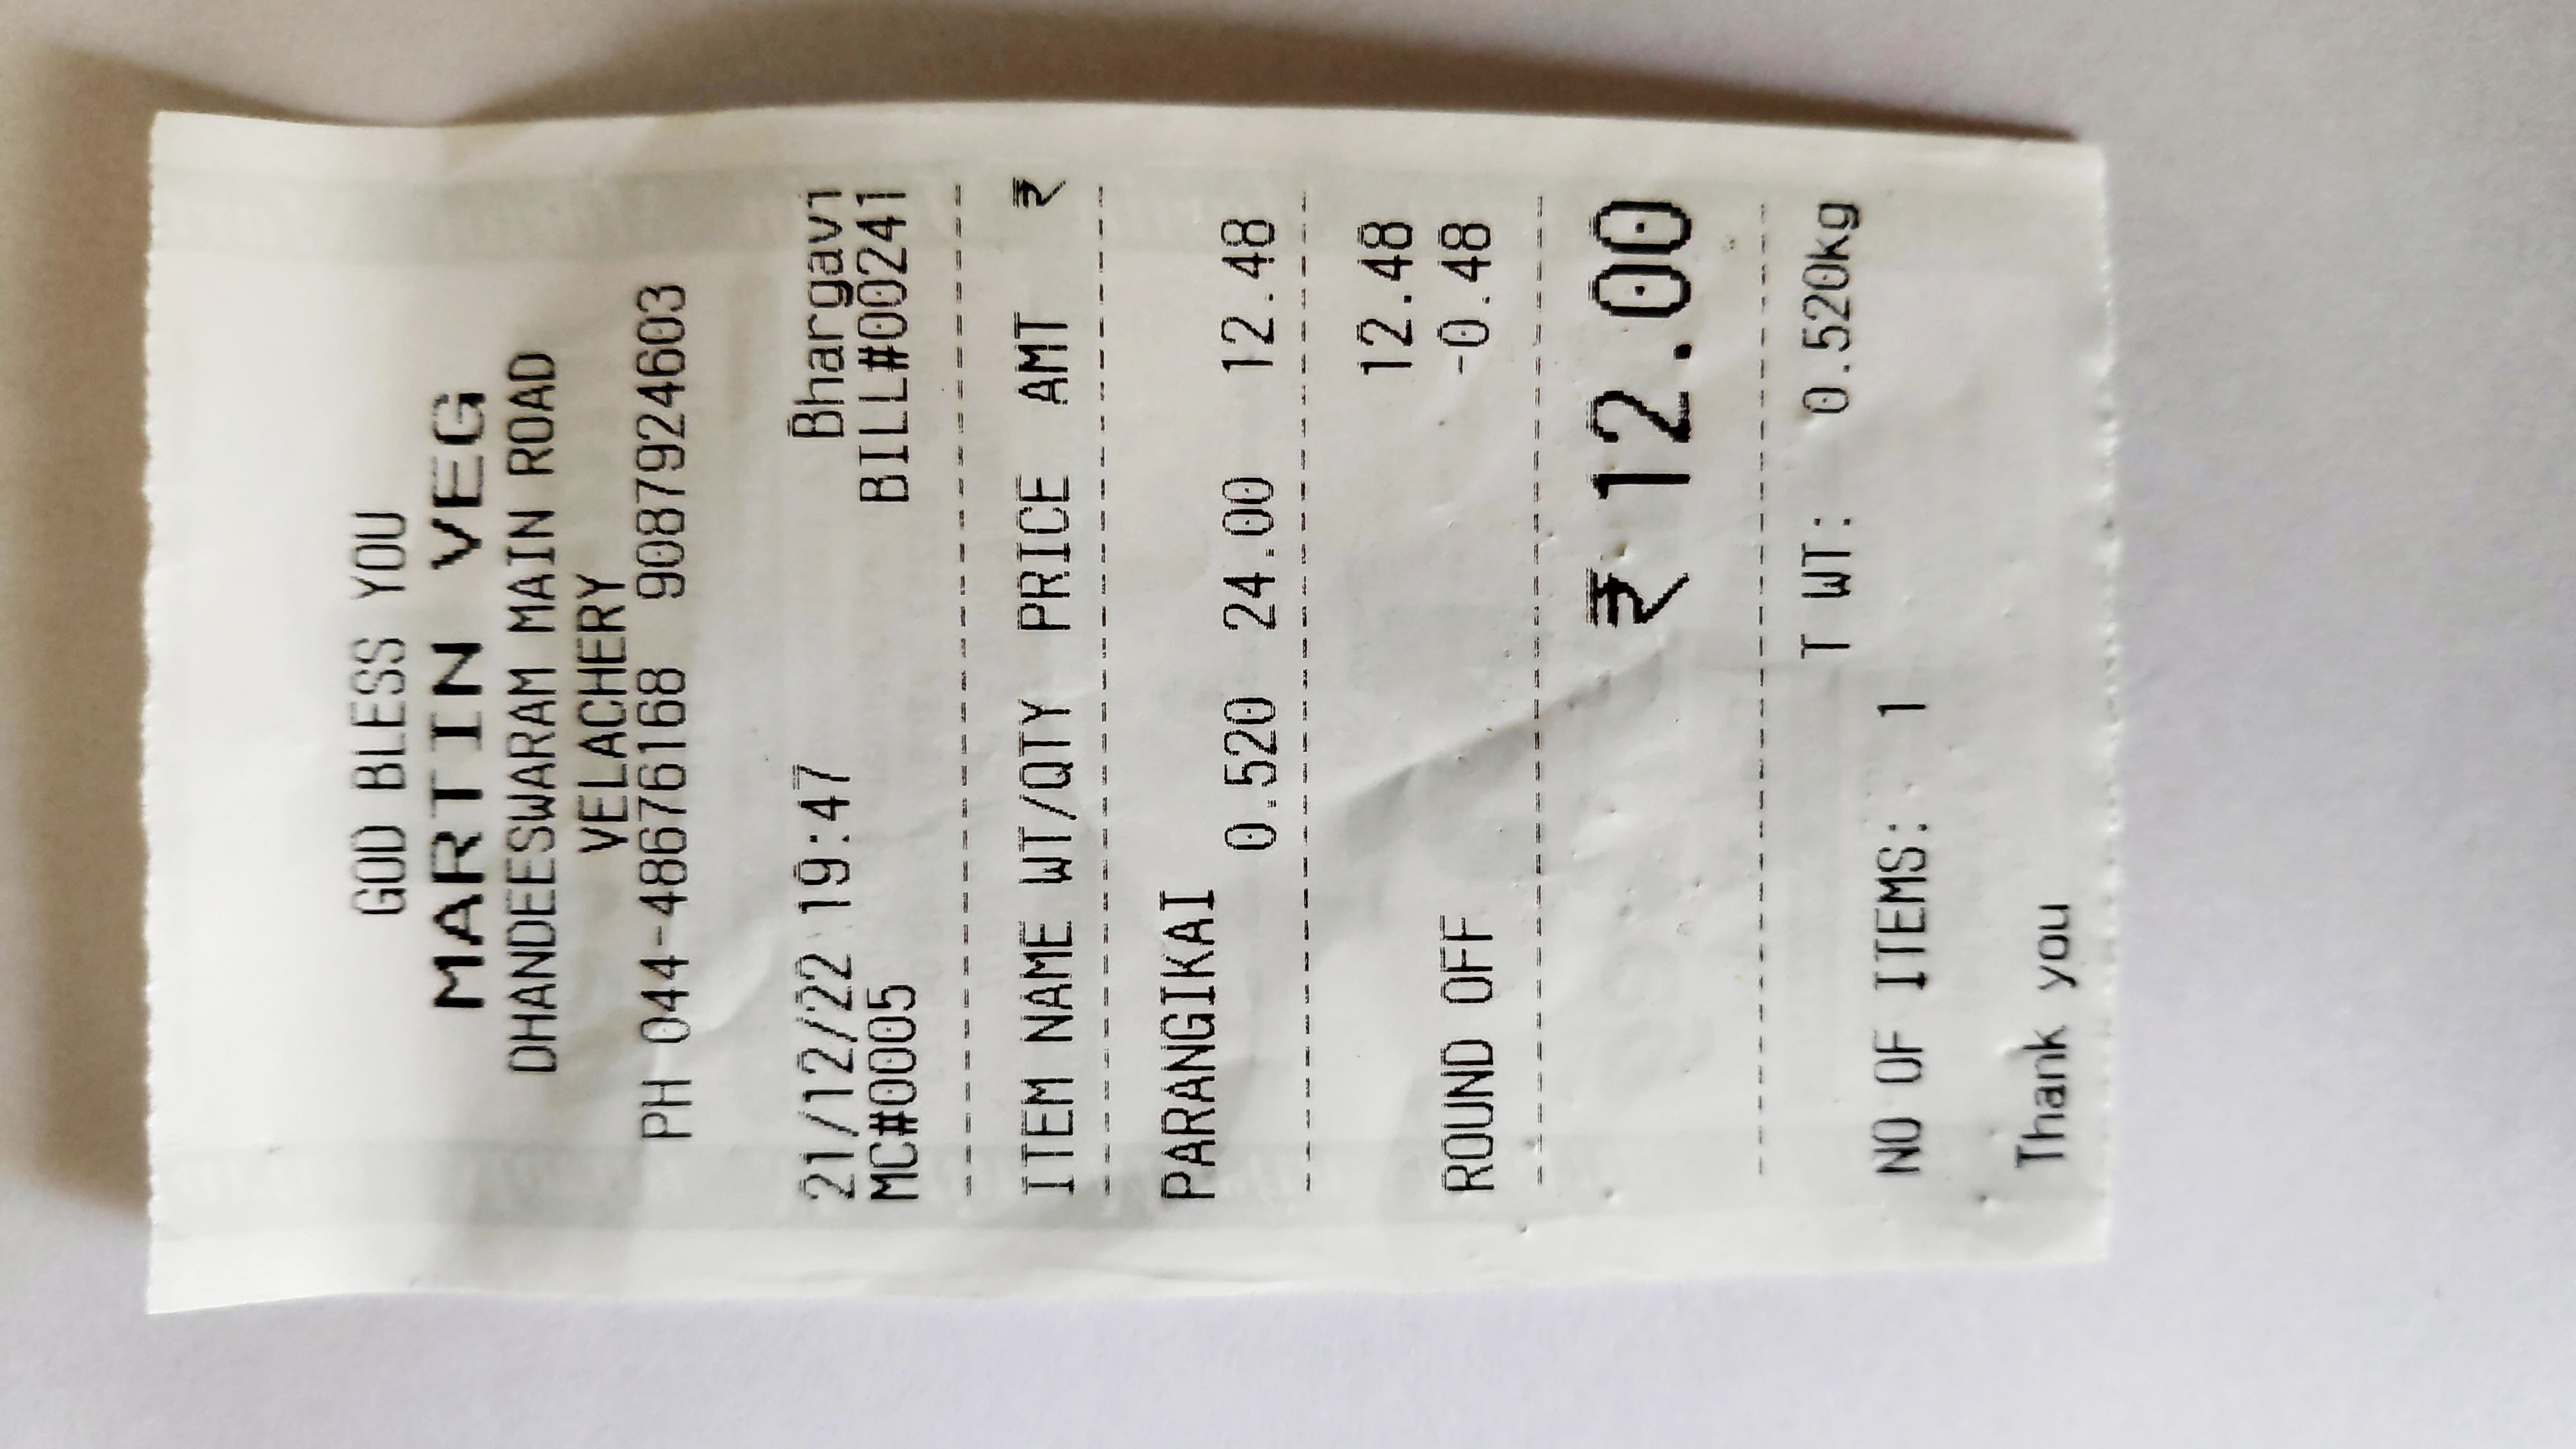 GOD BLESS YOU
MARTIN VEG
DHANDEESWARAM MAIN ROAD
VELACHERY
PH 044-48676168 9087924603
21/12/22 19:47 Bhargavi
MC#0005 BILL#00241
ITEM NAME WT/QTY PRICE AMT ₹
PARANGIKAI
0.520 24.00 12.48
12.48
ROUND OFF -0.48
₹ 12.00
T WT: 0.520kg
NO OF ITEMS: 1
Thank you